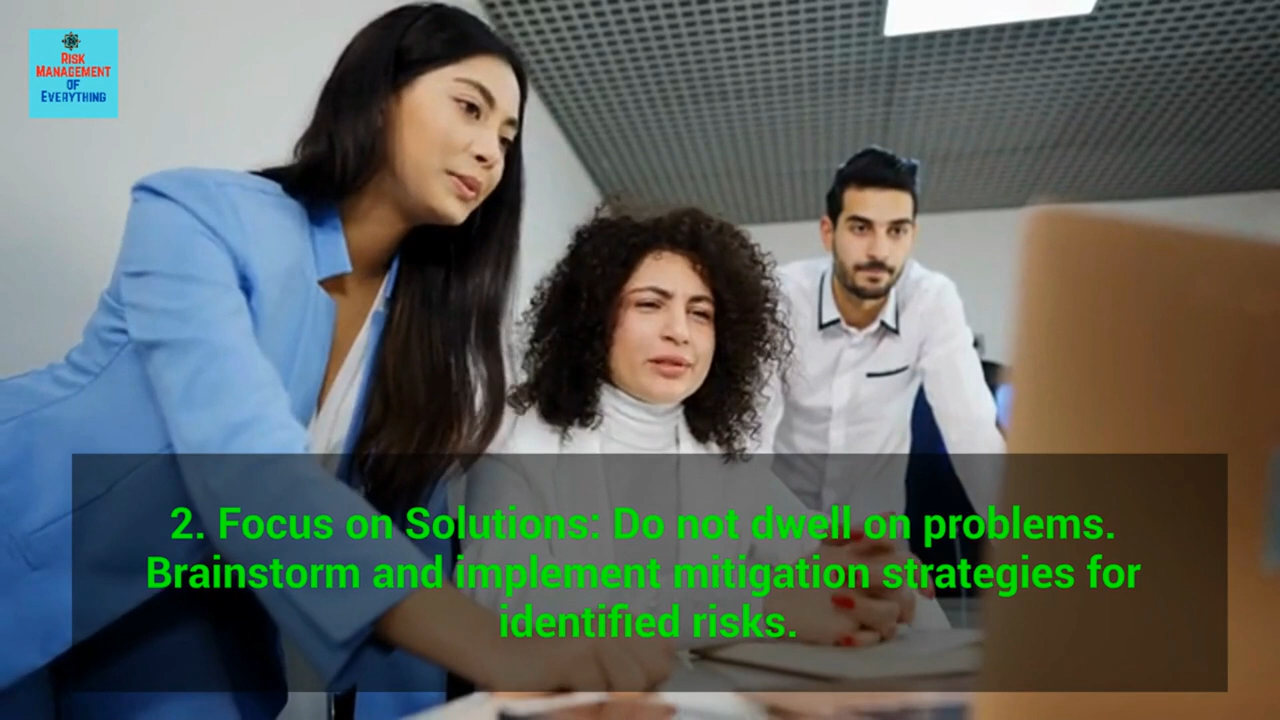 RISK
MANAGEMENT
OF
EVERYTHING
2. Focus on Solutions: Do not dwell on problems.
Brainstorm and implement mitigation strategies for
identified risks.